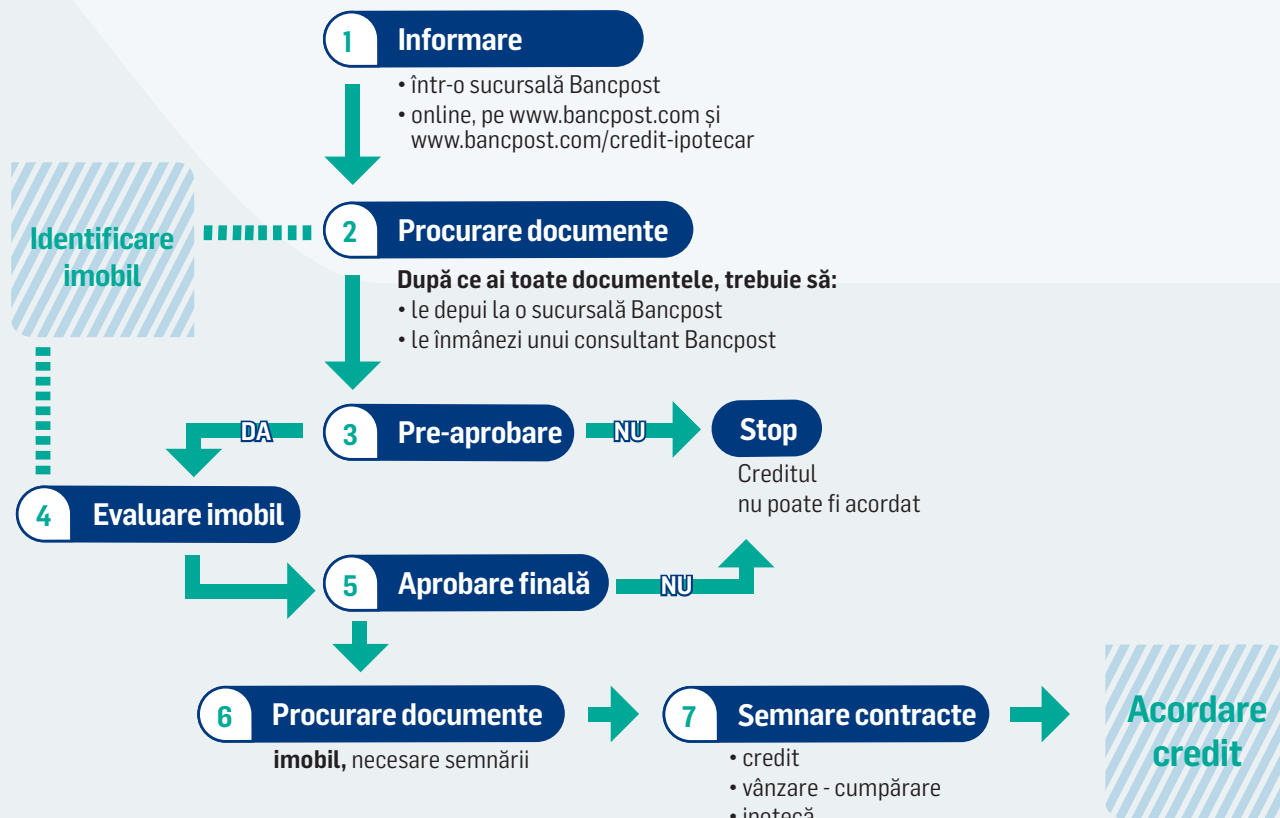 1 Informare
• într-o sucursală Bancpost
• online, pe www.bancpost.com și
www.bancpost.com/credit-ipotecar
Identificare
imobil
2 Procurare documente
După ce ai toate documentele, trebuie să:
• le depui la o sucursală Bancpost
• le înmânezi unui consultant Bancpost
DA
3 Pre-aprobare
NU
Stop
Creditul
nu poate fi acordat
4 Evaluare imobil
5 Aprobare finală
NU
6 Procurare documente
imobil, necesare semnării
7 Semnare contracte
• credit
• vânzare - cumpărare
• ipotecă
Acordare
credit